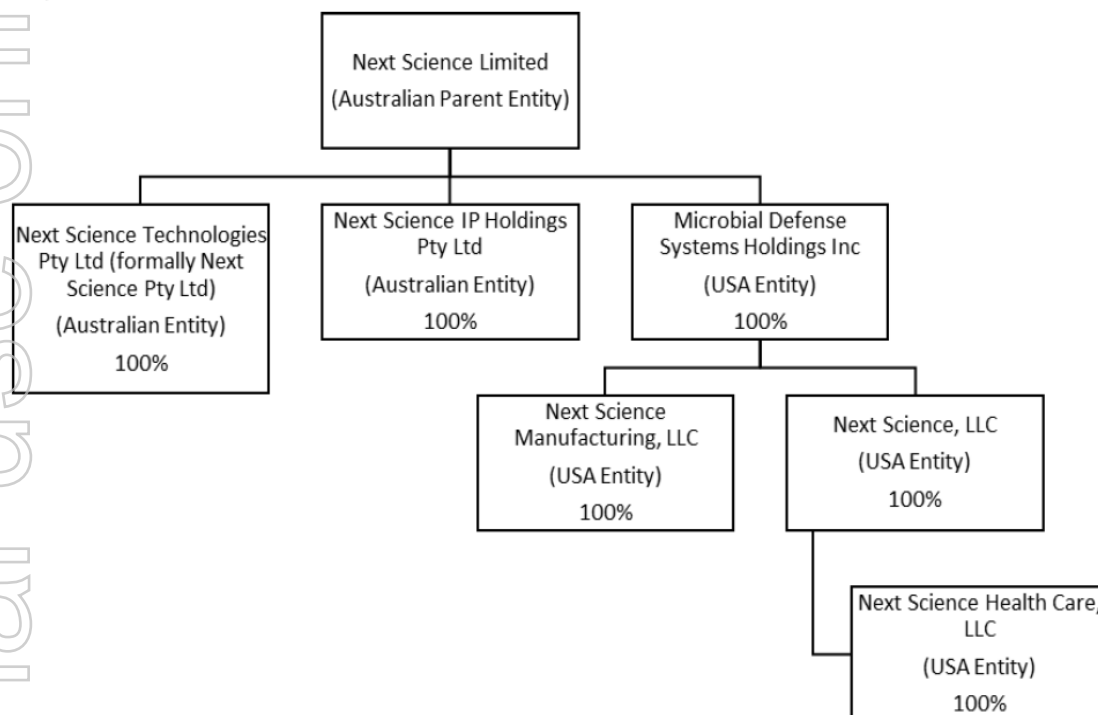 Next Science Limited
(Australian Parent Entity)
Next Science Technologies
Pty Ltd (formally Next
Science Pty Ltd)
(Australian Entity)
100%
Next Science IP Holdings
Pty Ltd
(Australian Entity)
100%
Microbial Defense
Systems Holdings Inc
(USA Entity)
100%
Next Science
Manufacturing, LLC
(USA Entity)
100%
Next Science, LLC
(USA Entity)
100%
Next Science Health Care,
LLC
(USA Entity)
100%